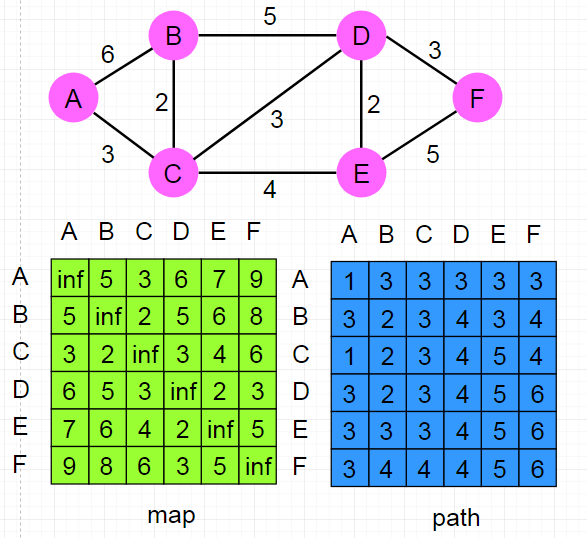 5
B D
6 3
A 2 3 2 F
3 5
C E
4
A B C D E F
A inf 5 3 6 7 9
B 5 inf 2 5 6 8
C 3 2 inf 3 4 6
D 6 5 3 inf 2 3
E 7 6 4 2 inf 5
F 9 8 6 3 5 inf
map
A B C D E F
A 1 3 3 3 3 3
B 3 2 3 4 3 4
C 1 2 3 4 5 4
D 3 2 3 4 5 6
E 3 3 3 4 5 6
F 3 4 4 4 5 6
path